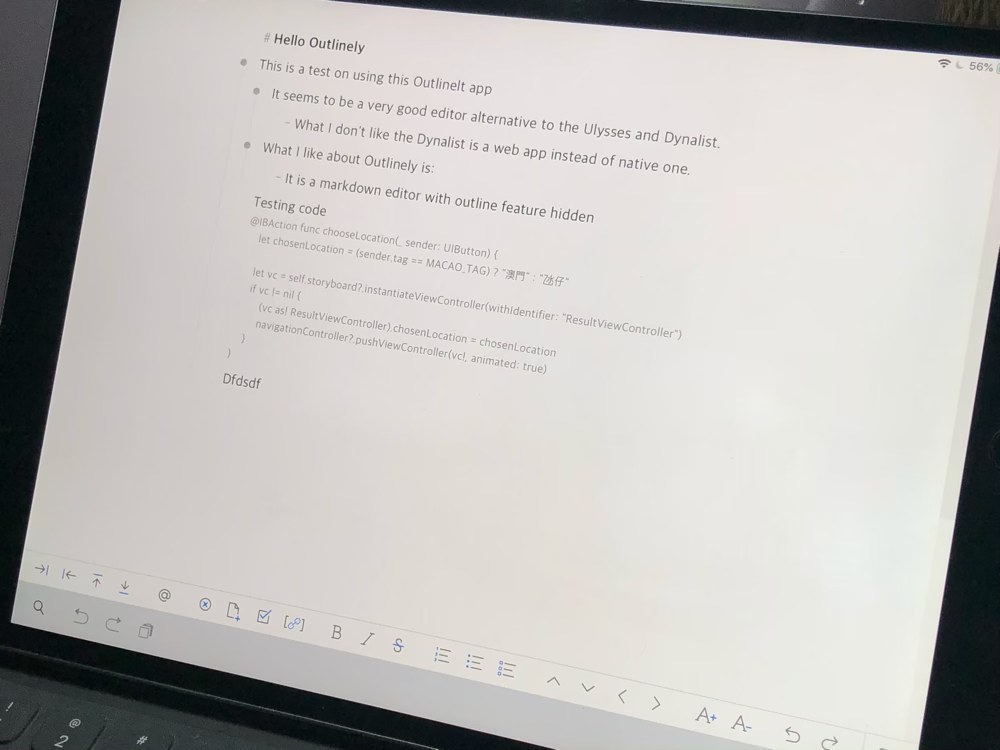 56%
# Hello Outlinely
This is a test on using this OutlineIt app
It seems to be a very good editor alternative to the Ulysses and Dynalist.
- What I don't like the Dynalist is a web app instead of native one.
What I like about Outlinely is:
- It is a markdown editor with outline feature hidden
Testing code
@IBAction func chooseLocation(_ sender: UIButton) {
let chosenLocation = (sender.tag == MACAO_TAG) ? "澳門" : "氹仔"
let vc = self.storyboard?.instantiateViewController(withIdentifier: "ResultViewController")
if vc != nil {
(vc as! ResultViewController).chosenLocation = chosenLocation
navigationController?.pushViewController(vc!, animated: true)
}
}
Dfdsdf
@
B I S
A+ A-
! @ 2 #